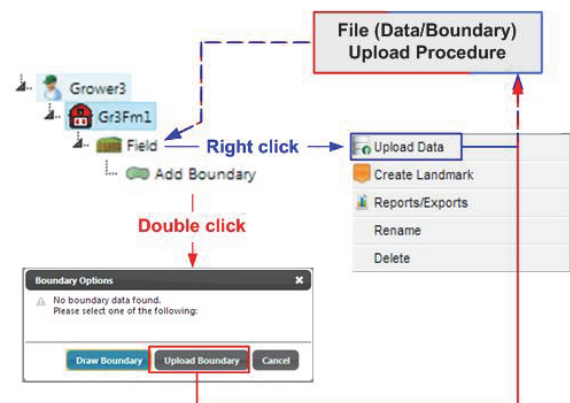 File (Data/Boundary)
Upload Procedure
Grower3
Gr3Fm1
Field
Right click
Add Boundary
Upload Data
Create Landmark
Reports/Exports
Rename
Delete
Double click
Boundary Options
No boundary data found.
Please select one of the following:
Draw Boundary Upload Boundary Cancel